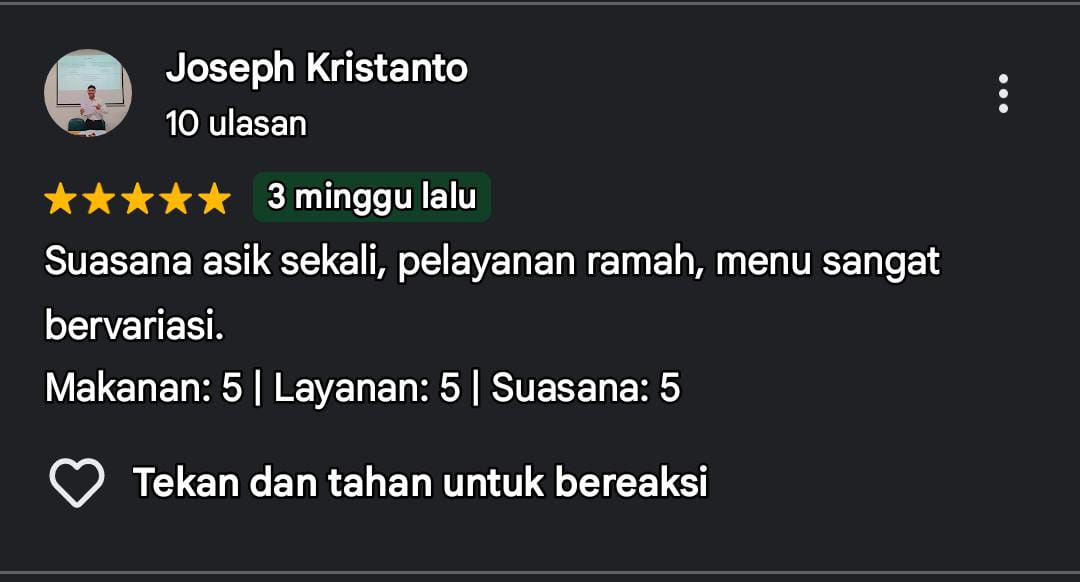 Joseph Kristanto
10 ulasan
3 minggu lalu
Suasana asik sekali, pelayanan ramah, menu sangat
bervariasi.
Makanan: 5 | Layanan: 5 | Suasana: 5
Tekan dan tahan untuk bereaksi